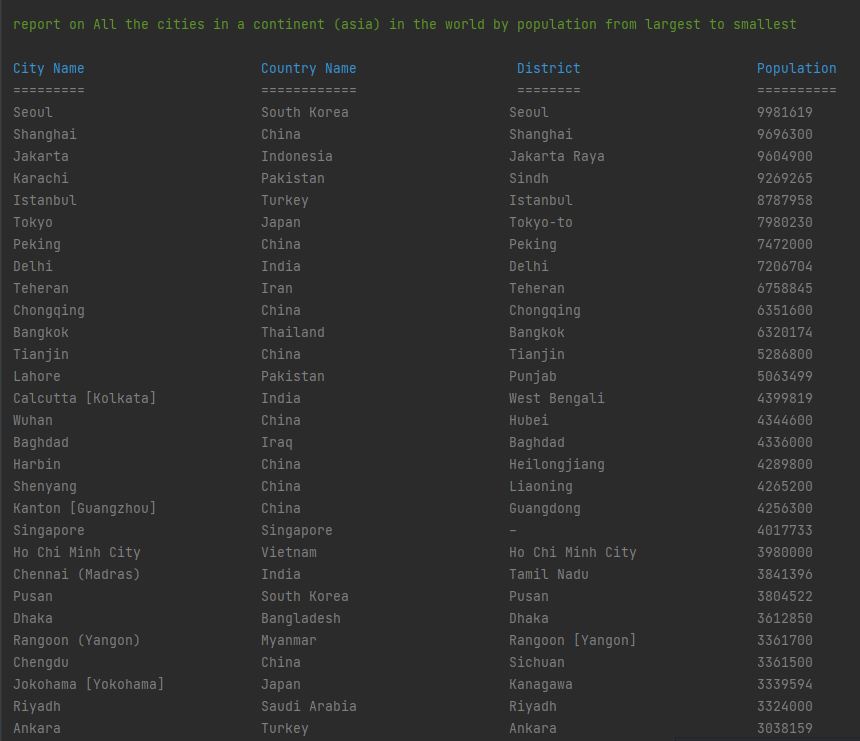 report on All the cities in a continent (asia) in the world by population from largest to smallest
City Name Country Name District Population
========= ============ ======== ==========
Seoul South Korea Seoul 9981619
Shanghai China Shanghai 9696300
Jakarta Indonesia Jakarta Raya 9604900
Karachi Pakistan Sindh 9269265
Istanbul Turkey Istanbul 8787958
Tokyo Japan Tokyo-to 7980230
Peking China Peking 7472000
Delhi India Delhi 7206704
Teheran Iran Teheran 6758845
Chongqing China Chongqing 6351600
Bangkok Thailand Bangkok 6320174
Tianjin China Tianjin 5286800
Lahore Pakistan Punjab 5063499
Calcutta [Kolkata] India West Bengali 4399819
Wuhan China Hubei 4344600
Baghdad Iraq Baghdad 4336000
Harbin China Heilongjiang 4289800
Shenyang China Liaoning 4265200
Kanton [Guangzhou] China Guangdong 4256300
Singapore Singapore – 4017733
Ho Chi Minh City Vietnam Ho Chi Minh City 3980000
Chennai (Madras) India Tamil Nadu 3841396
Pusan South Korea Pusan 3804522
Dhaka Bangladesh Dhaka 3612850
Rangoon (Yangon) Myanmar Rangoon [Yangon] 3361700
Chengdu China Sichuan 3361500
Jokohama [Yokohama] Japan Kanagawa 3339594
Riyadh Saudi Arabia Riyadh 3324000
Ankara Turkey Ankara 3038159